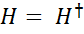 H = H†